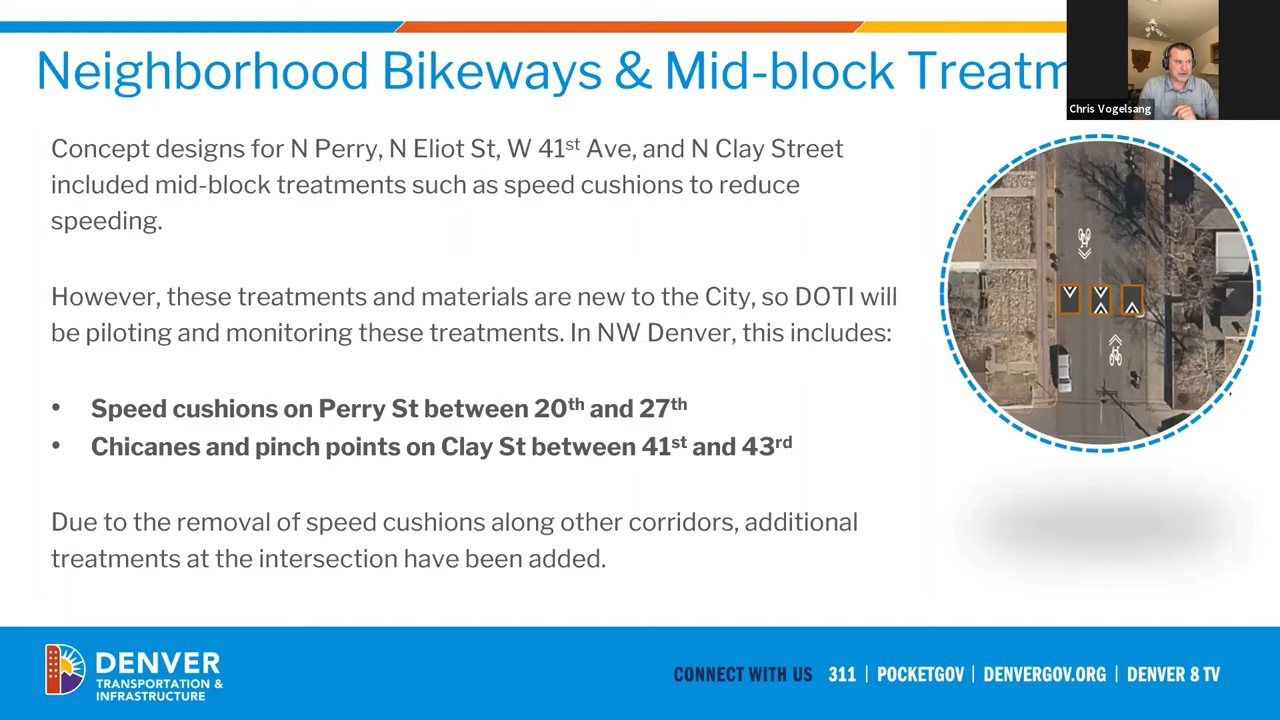 Neighborhood Bikeways & Mid-block Treatm
Chris Vogelsang
Concept designs for N Perry, N Eliot St, W 41st Ave, and N Clay Street
included mid-block treatments such as speed cushions to reduce
speeding.
However, these treatments and materials are new to the City, so DOTI will
be piloting and monitoring these treatments. In NW Denver, this includes:
• Speed cushions on Perry St between 20th and 27th
• Chicanes and pinch points on Clay St between 41st and 43rd
Due to the removal of speed cushions along other corridors, additional
treatments at the intersection have been added.
DENVER
TRANSPORTATION &
INFRASTRUCTURE
CONNECT WITH US 311 | POCKETGOV | DENVERGOV.ORG | DENVER 8 TV